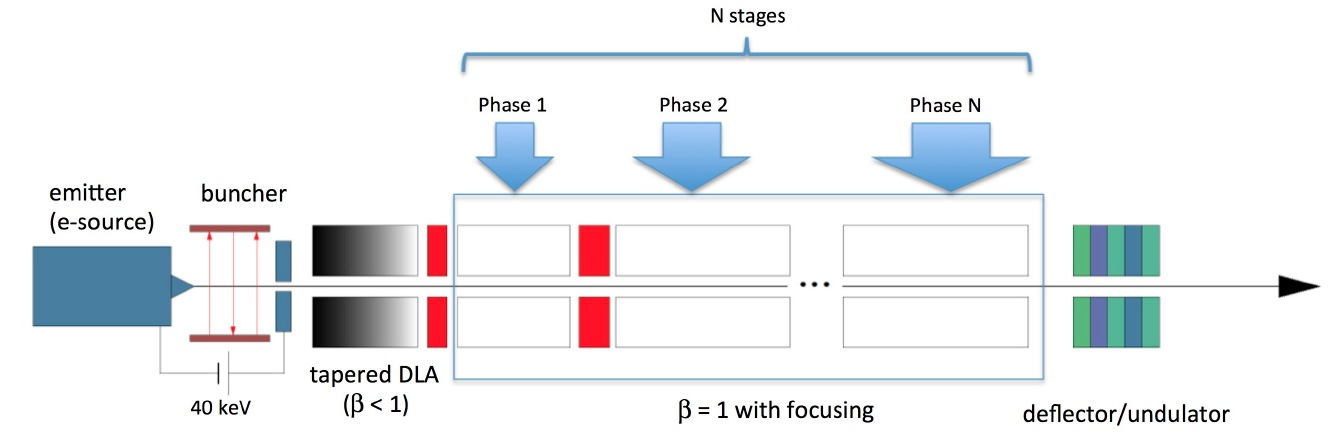 N stages
Phase 1
Phase 2
Phase N
emitter
(e-source)
buncher
...
40 keV
tapered DLA
(β < 1)
β = 1 with focusing
deflector/undulator